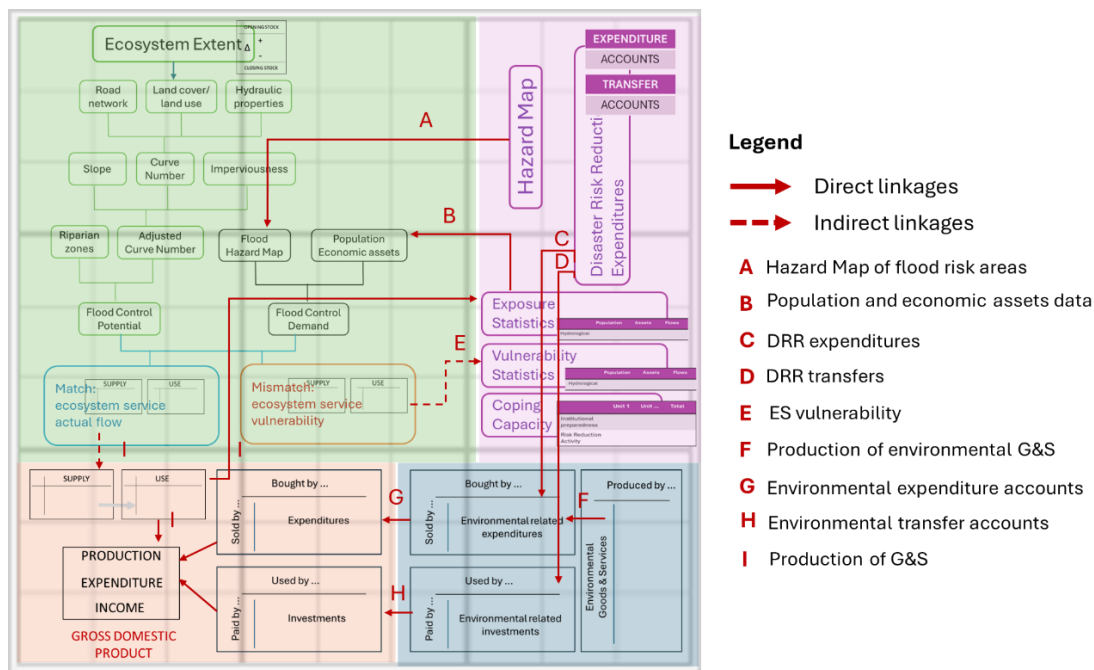 Ecosystem Extent
OPENING STOCK
Δ
+
-
CLOSING STOCK
Road
network
Land cover/
land use
Hydraulic
properties
Slope
Curve
Number
Imperviousness
Riparian
zones
Adjusted
Curve Number
Flood
Hazard Map
Population
Economic assets
Flood Control
Potential
Flood Control
Demand
Match:
ecosystem service
actual flow
SUPPLY
USE
Mismatch:
ecosystem service
vulnerability
SUPPLY
USE
A
B
C
D
E
Hazard Map
EXPENDITURE
ACCOUNTS
TRANSFER
ACCOUNTS
Disaster Risk Reducti
Expenditures
Exposure
Statistics
Population Assets Flows
Hydrological
Vulnerability
Statistics
Population Assets Flows
Hydrological
Coping
Capacity
Unit 1 Unit ... Total
Institutional
preparedness
Risk Reduction
Activity
I
I
SUPPLY
USE
I
PRODUCTION
EXPENDITURE
INCOME
GROSS DOMESTIC
PRODUCT
Bought by ...
Sold by ...
Expenditures
Used by ...
Paid by ...
Investments
G
H
Bought by ...
Sold by ...
Environmental related
expenditures
Used by ...
Paid by ...
Environmental related
investments
F
Produced by ...
Environmental
Goods & Services
Legend
Direct linkages
Indirect linkages
A Hazard Map of flood risk areas
B Population and economic assets data
C DRR expenditures
D DRR transfers
E ES vulnerability
F Production of environmental G&S
G Environmental expenditure accounts
H Environmental transfer accounts
I Production of G&S